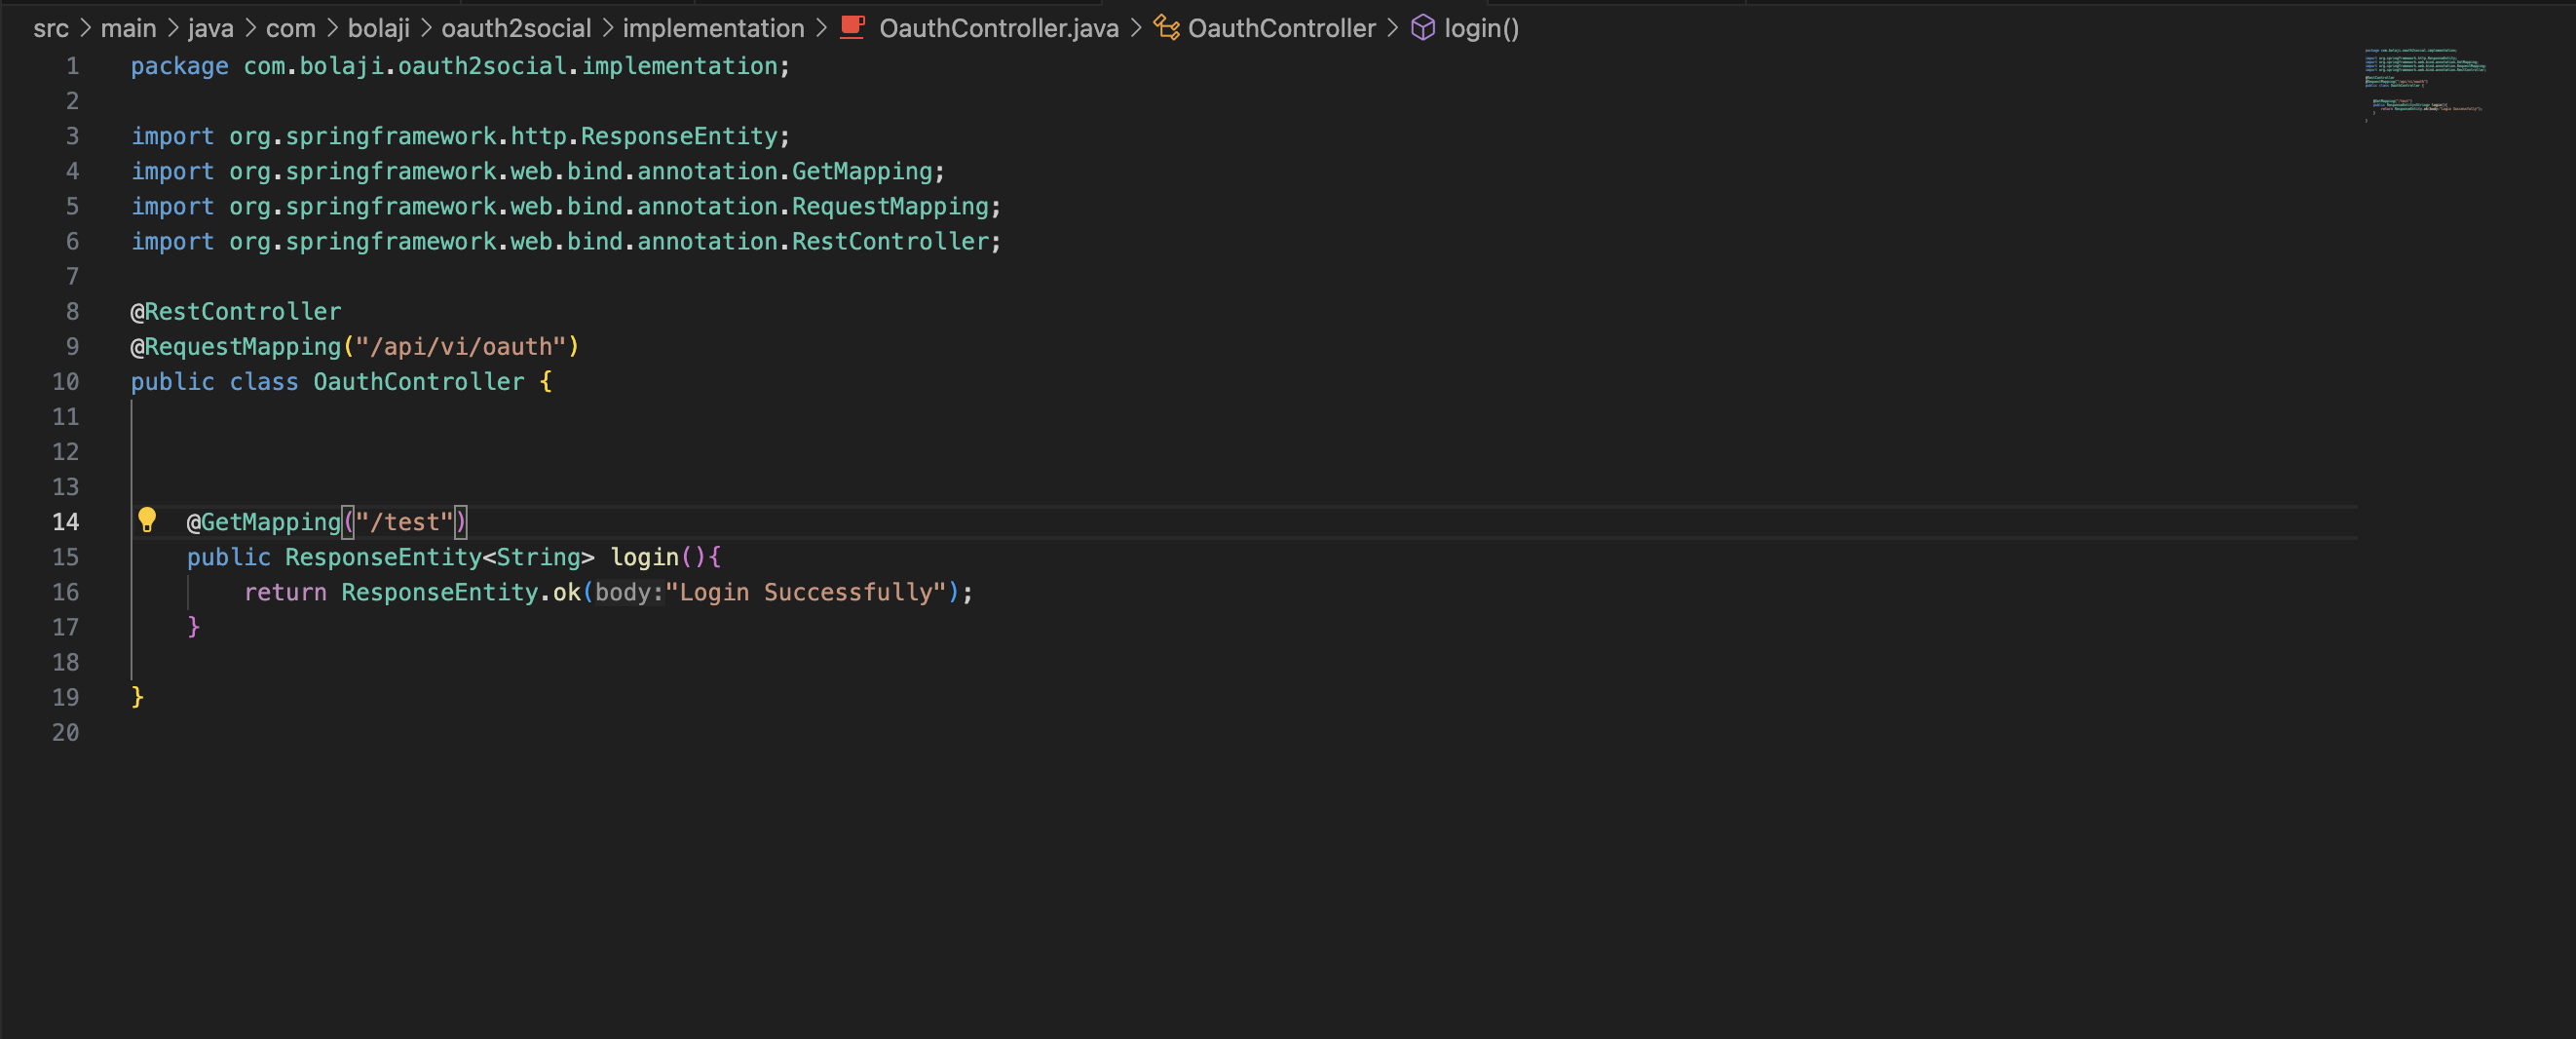 src > main > java > com > bolaji > oauth2social > implementation > OauthController.java > OauthController > login()
1 package com.bolaji.oauth2social.implementation;
2
3 import org.springframework.http.ResponseEntity;
4 import org.springframework.web.bind.annotation.GetMapping;
5 import org.springframework.web.bind.annotation.RequestMapping;
6 import org.springframework.web.bind.annotation.RestController;
7
8 @RestController
9 @RequestMapping("/api/vi/oauth")
10 public class OauthController {
11
12
13
14 @GetMapping("/test")
15 public ResponseEntity<String> login(){
16 return ResponseEntity.ok(body:"Login Successfully");
17 }
18
19 }
20